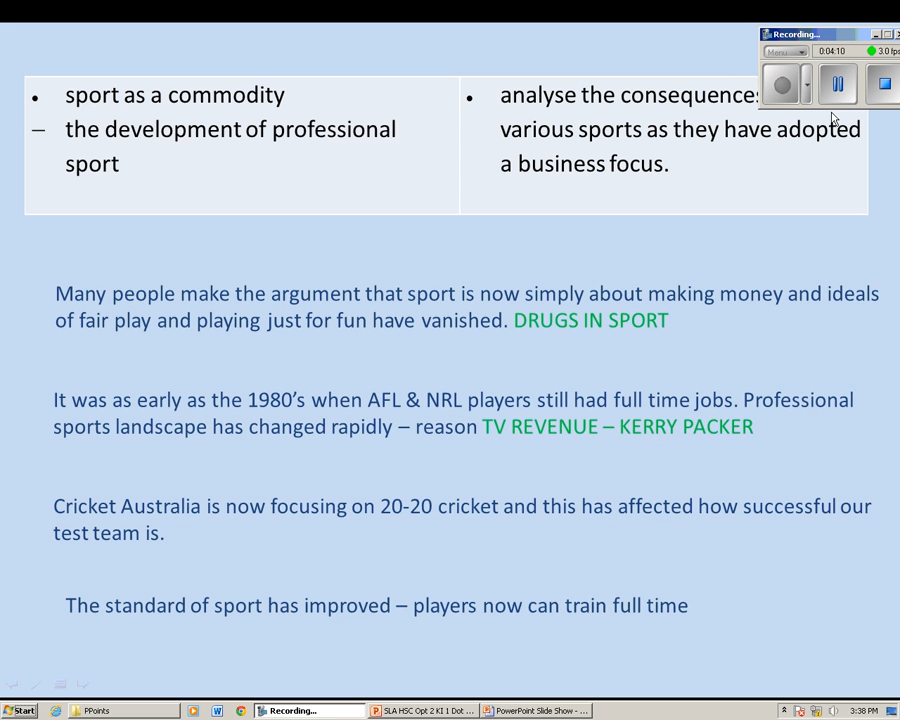 Recording...
Menu
0:04:10
3.0 fps
• sport as a commodity
– the development of professional
sport
• analyse the consequences
various sports as they have adopted
a business focus.
Many people make the argument that sport is now simply about making money and ideals
of fair play and playing just for fun have vanished. DRUGS IN SPORT
It was as early as the 1980’s when AFL & NRL players still had full time jobs. Professional
sports landscape has changed rapidly – reason TV REVENUE – KERRY PACKER
Cricket Australia is now focusing on 20-20 cricket and this has affected how successful our
test team is.
The standard of sport has improved – players now can train full time
Start
PPoints
Recording...
SLA HSC Opt 2 KI 1 Dot ...
PowerPoint Slide Show - ...
3:38 PM